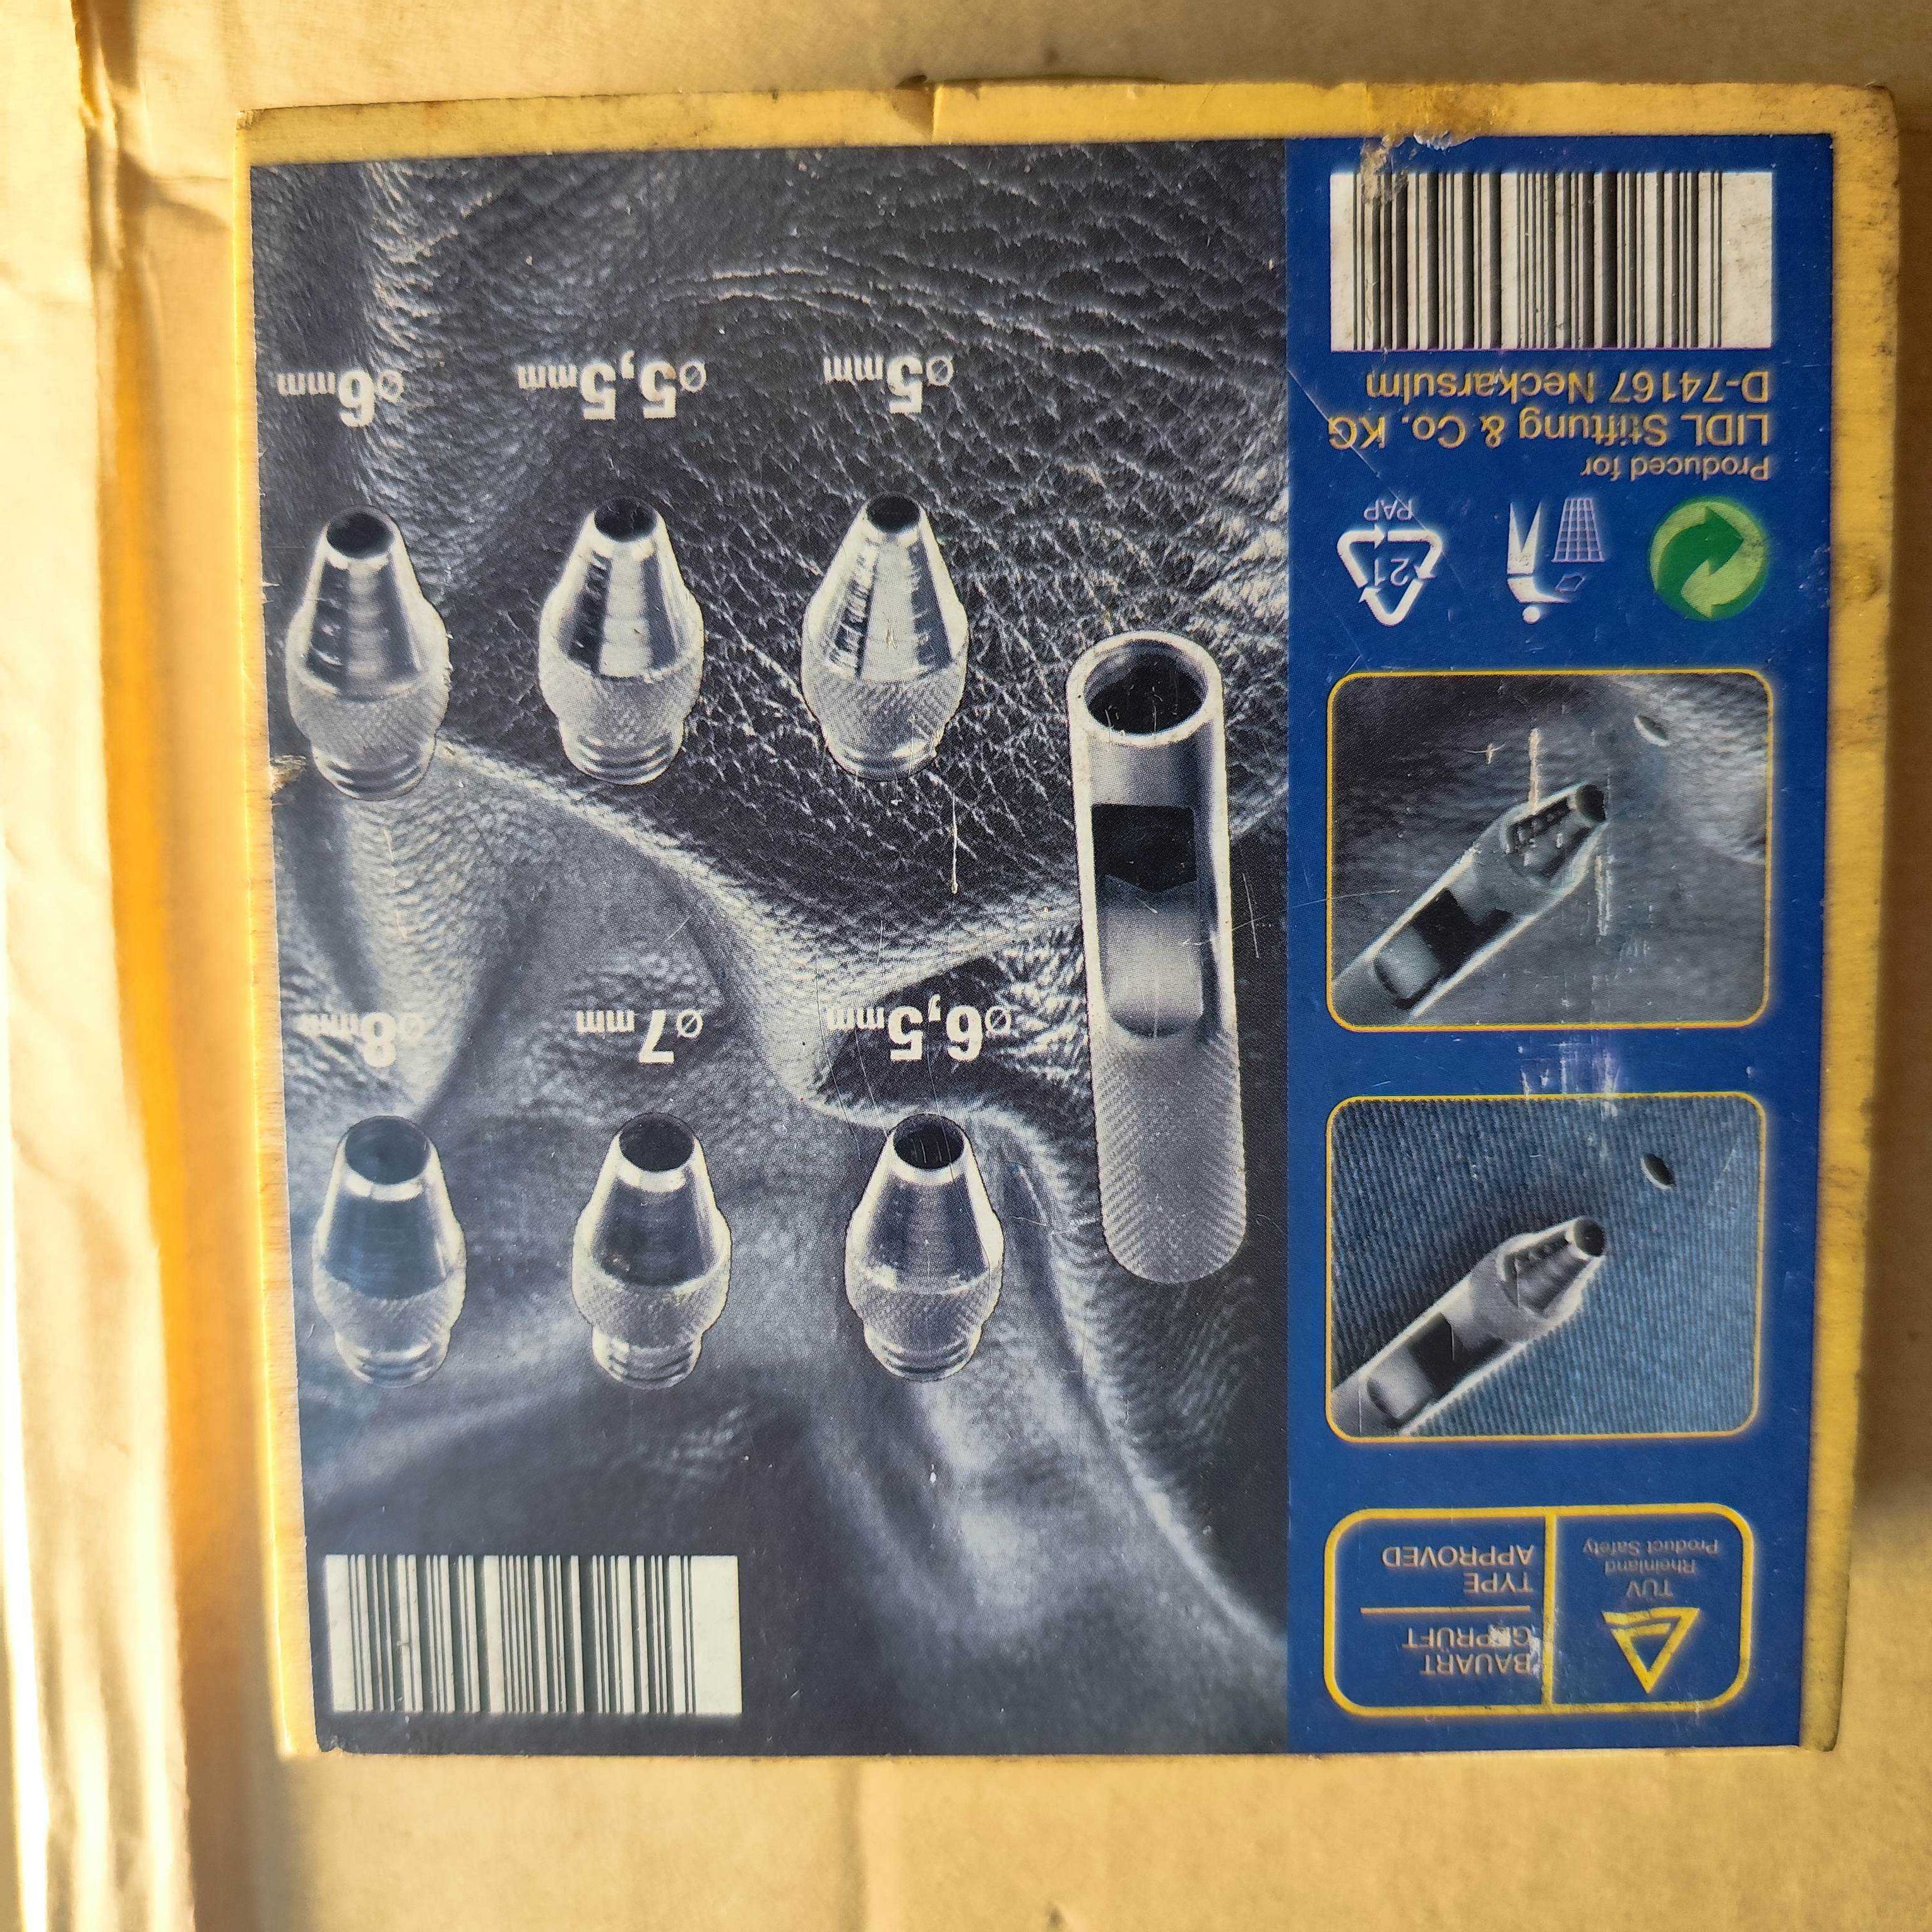 TÜV
Rheinland
Product Safety
BAUART
GEPRÜFT
TYPE
APPROVED
21
PAP
Produced for
LIDL Stiftung & Co. KG
D-74167 Neckarsulm
ø6,5mm
ø7mm
ø8mm
ø5mm
ø5,5mm
ø6mm